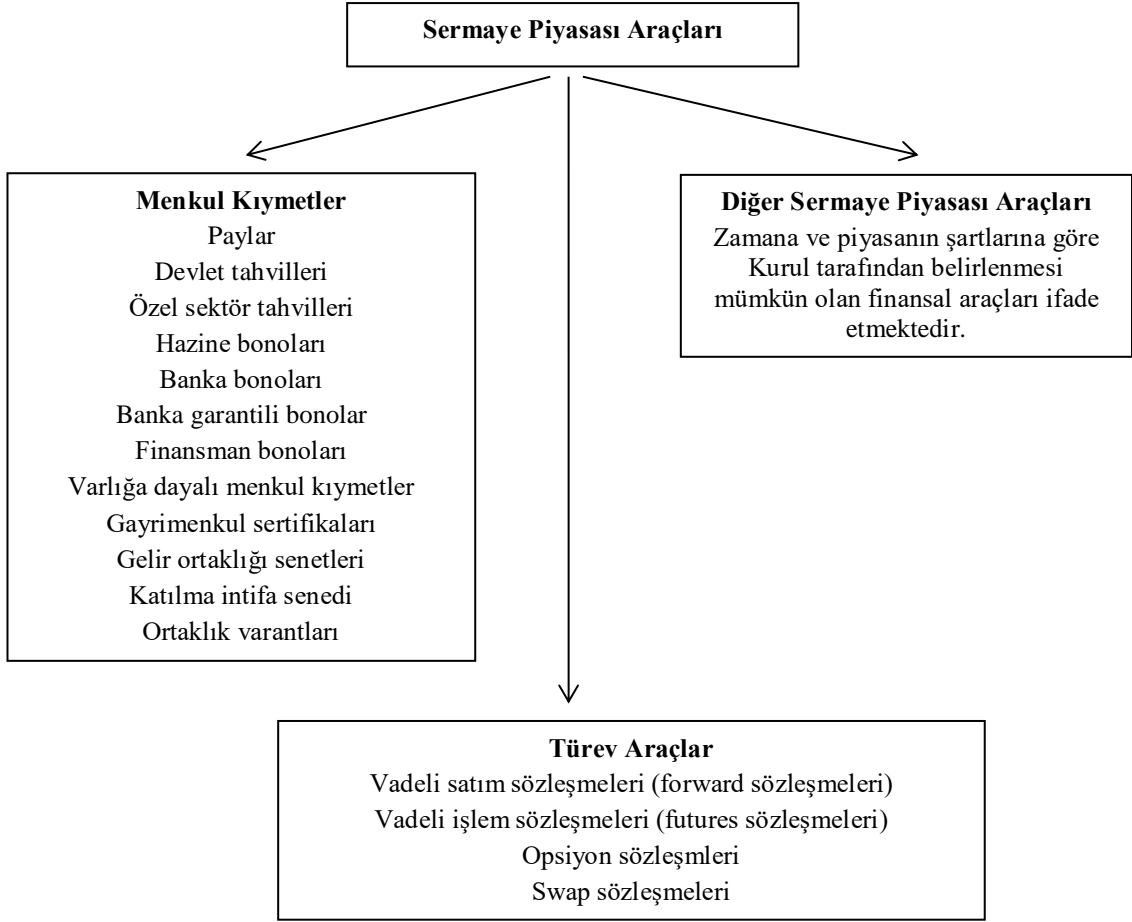 Sermaye Piyasası Araçları
Menkul Kıymetler
Paylar
Devlet tahvilleri
Özel sektör tahvilleri
Hazine bonoları
Banka bonoları
Banka garantili bonolar
Finansman bonoları
Varlığa dayalı menkul kıymetler
Gayrimenkul sertifikaları
Gelir ortaklığı senetleri
Katılma intifa senedi
Ortaklık varantları
Diğer Sermaye Piyasası Araçları
Zamana ve piyasanın şartlarına göre
Kurul tarafından belirlenmesi
mümkün olan finansal araçları ifade
etmektedir.
Türev Araçlar
Vadeli satım sözleşmeleri (forward sözleşmeleri)
Vadeli işlem sözleşmeleri (futures sözleşmeleri)
Opsiyon sözleşmleri
Swap sözleşmeleri